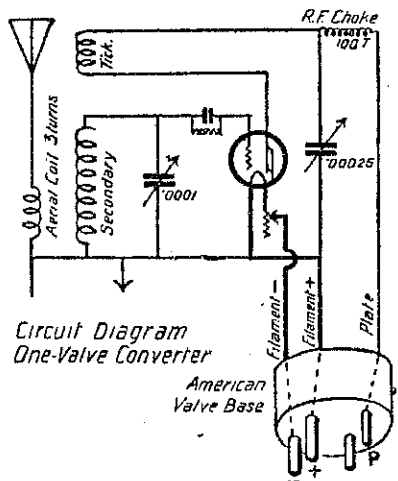 R.F. Choke
100T
Tick.
Aerial Coil 3 turns
Secondary
.0001
.00025
Filament -
Filament +
Plate
Circuit Diagram
One-Valve Converter
American
Valve Base
- +
P